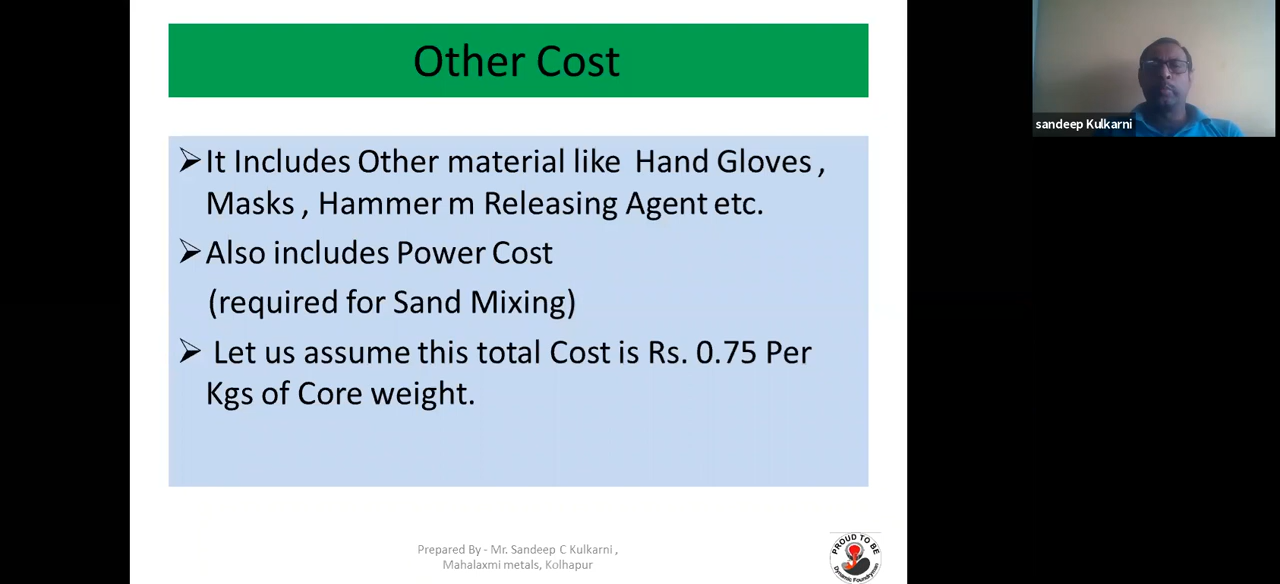 Other Cost
➢It Includes Other material like Hand Gloves ,
Masks , Hammer m Releasing Agent etc.
➢Also includes Power Cost
(required for Sand Mixing)
➢ Let us assume this total Cost is Rs. 0.75 Per
Kgs of Core weight.
Prepared By - Mr. Sandeep C Kulkarni ,
Mahalaxmi metals, Kolhapur
PROUD TO BE
Dynamic Foundryman
sandeep Kulkarni